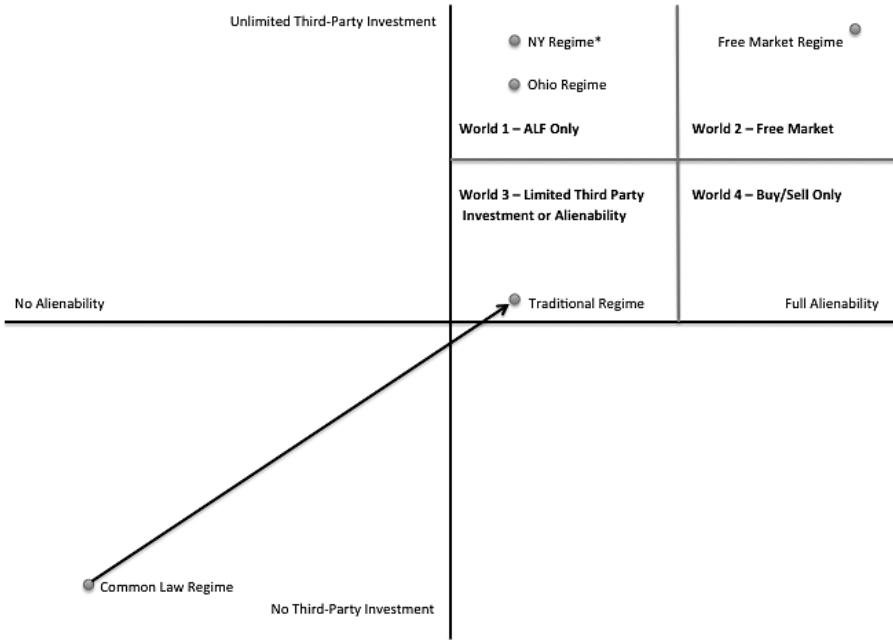 Unlimited Third-Party Investment
NY Regime*
Free Market Regime
Ohio Regime
World 1 – ALF Only
World 2 – Free Market
World 3 – Limited Third Party
Investment or Alienability
World 4 – Buy/Sell Only
No Alienability
Traditional Regime
Full Alienability
Common Law Regime
No Third-Party Investment